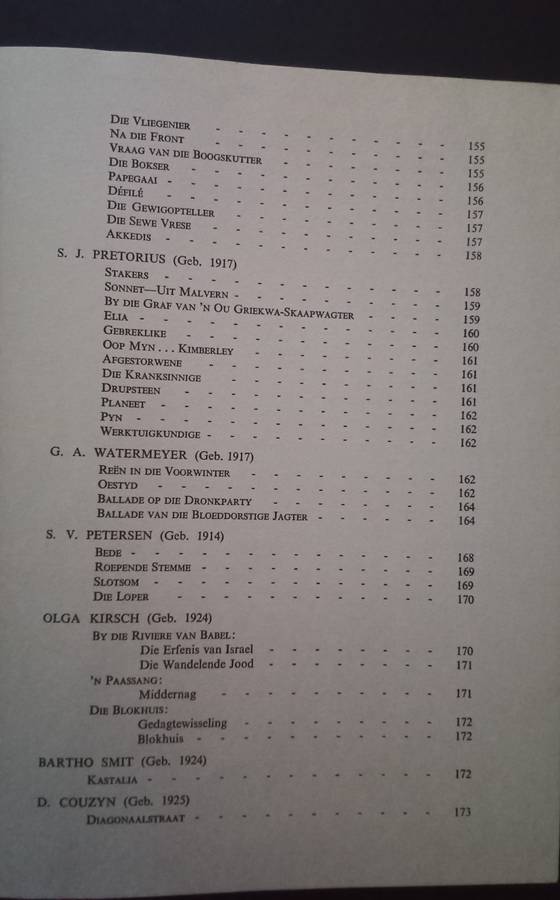 Die Vliegenier - - - - - - - - - - - 155
Na die Front - - - - - - - - - - - 155
Vraag van die Boogskutter - - - - - - - - 155
Die Bokser - - - - - - - - - - - - 156
Papegaai - - - - - - - - - - - - - 156
Défilé - - - - - - - - - - - - - 157
Die Gewigopteller - - - - - - - - - - 157
Die Sewe Vrese - - - - - - - - - - - 157
Akkedis - - - - - - - - - - - - - 158
S. J. PRETORIUS (Geb. 1917)
Stakers - - - - - - - - - - - - - 158
Sonnet—Uit Malvern - - - - - - - - - - 159
By die Graf van 'n Ou Griekwa-Skaapwagter - - - - 159
Elia - - - - - - - - - - - - - - 160
Gebreklike - - - - - - - - - - - - 160
Oop Myn . . . Kimberley - - - - - - - - - 161
Afgestorwene - - - - - - - - - - - 161
Die Kranksinnige - - - - - - - - - - 161
Drupsteen - - - - - - - - - - - - 161
Planeet - - - - - - - - - - - - - 162
Pyn - - - - - - - - - - - - - - 162
Werktuigkundige - - - - - - - - - - - 162
G. A. WATERMEYER (Geb. 1917)
Reën in die Voorwinter - - - - - - - - - 162
Oestyd - - - - - - - - - - - - - 162
Ballade op die Dronkparty - - - - - - - - 164
Ballade van die Bloeddorstige Jagter - - - - - - 164
S. V. PETERSEN (Geb. 1914)
Bede - - - - - - - - - - - - - - 168
Roepende Stemme - - - - - - - - - - - 169
Slotsom - - - - - - - - - - - - - 169
Die Loper - - - - - - - - - - - - 170
OLGA KIRSCH (Geb. 1924)
By die Riviere van Babel:
Die Erfenis van Israel - - - - - - - - 170
Die Wandelende Jood - - - - - - - - 171
'n Paassang:
Middernag - - - - - - - - - - 171
Die Blokhuis:
Gedagtewisseling - - - - - - - - - 172
Blokhuis - - - - - - - - - - - 172
BARTHO SMIT (Geb. 1924)
Kastalia - - - - - - - - - - - - - 172
D. COUZYN (Geb. 1925)
Diagonaalstraat - - - - - - - - - - - 173